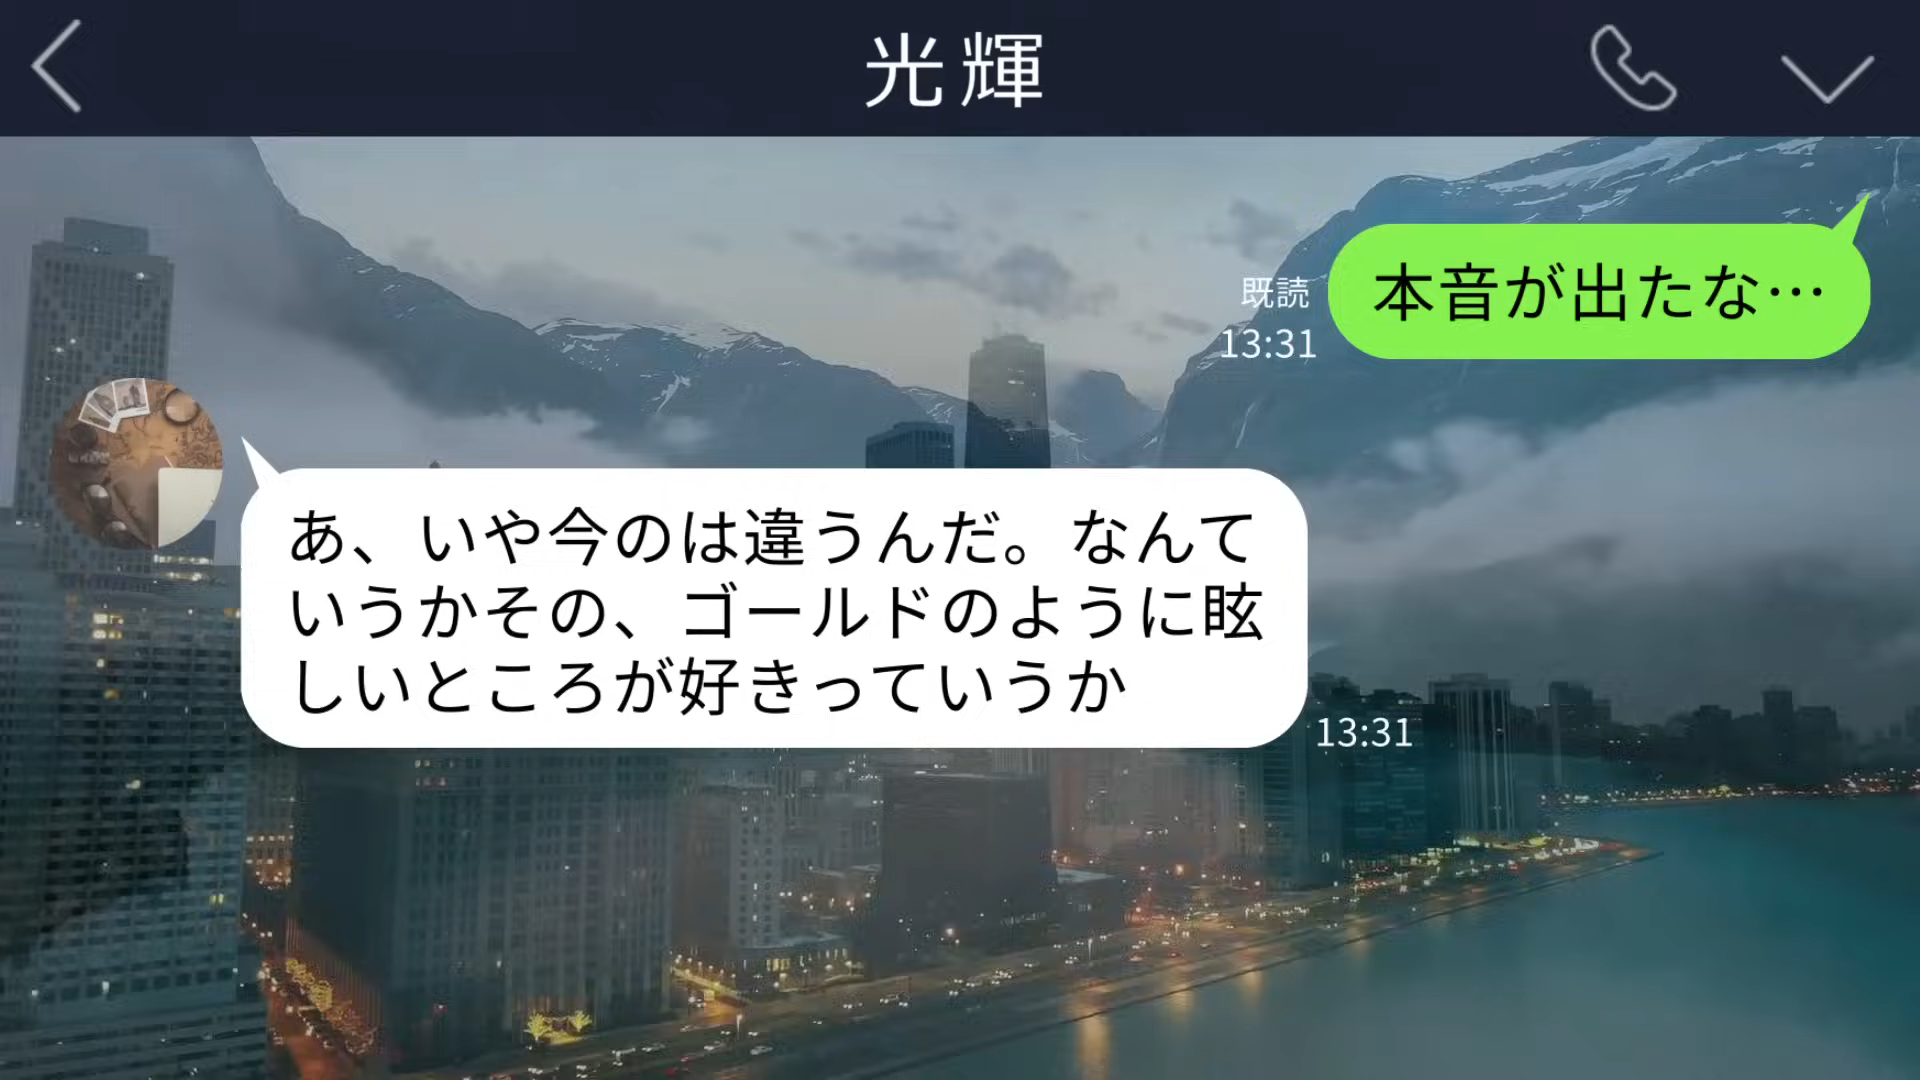 光輝
本音が出たな…
既読
13:31
あ、いや今のは違うんだ。なんて
いうかその、ゴールドのように眩
しいところが好きっていうか
13:31